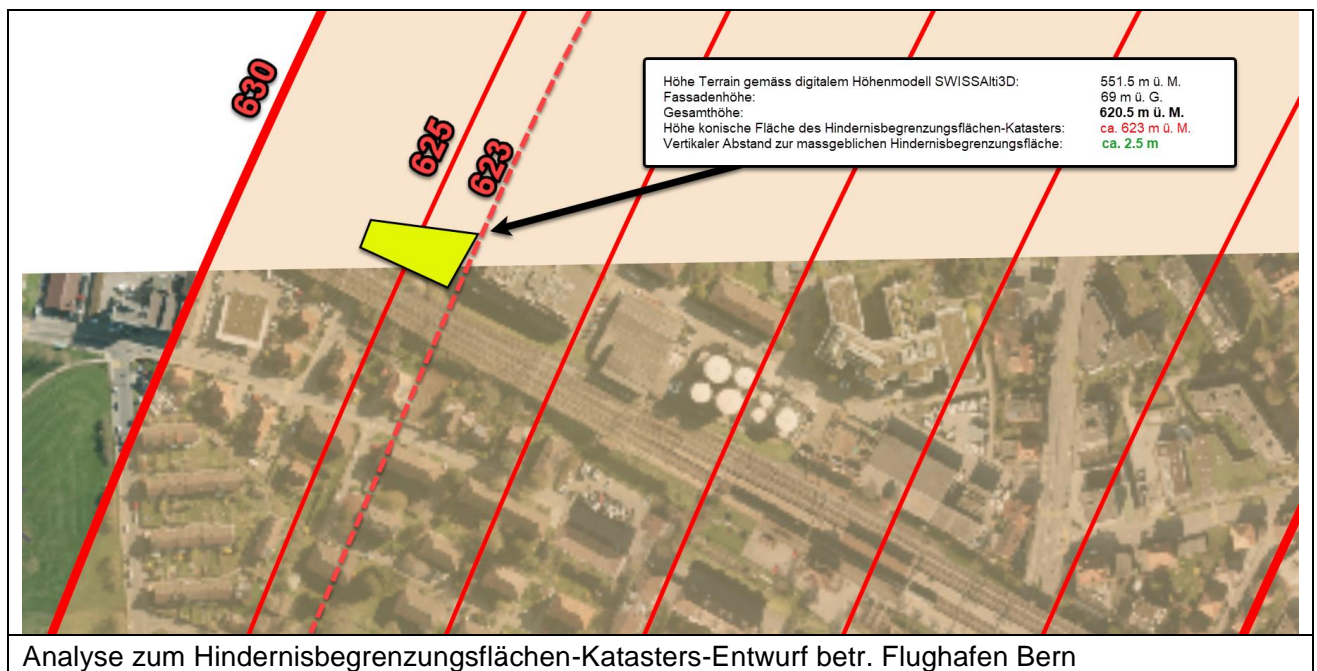 630
625
623
Höhe Terrain gemäss digitalem Höhenmodell SWISSAlti3D: 551.5 m ü. M.
Fassadenhöhe: 69 m ü. G.
Gesamthöhe: 620.5 m ü. M.
Höhe konische Fläche des Hindernisbegrenzungsflächen-Katasters: ca. 623 m ü. M.
Vertikaler Abstand zur massgeblichen Hindernisbegrenzungsfläche: ca. 2.5 m
Analyse zum Hindernisbegrenzungsflächen-Katasters-Entwurf betr. Flughafen Bern